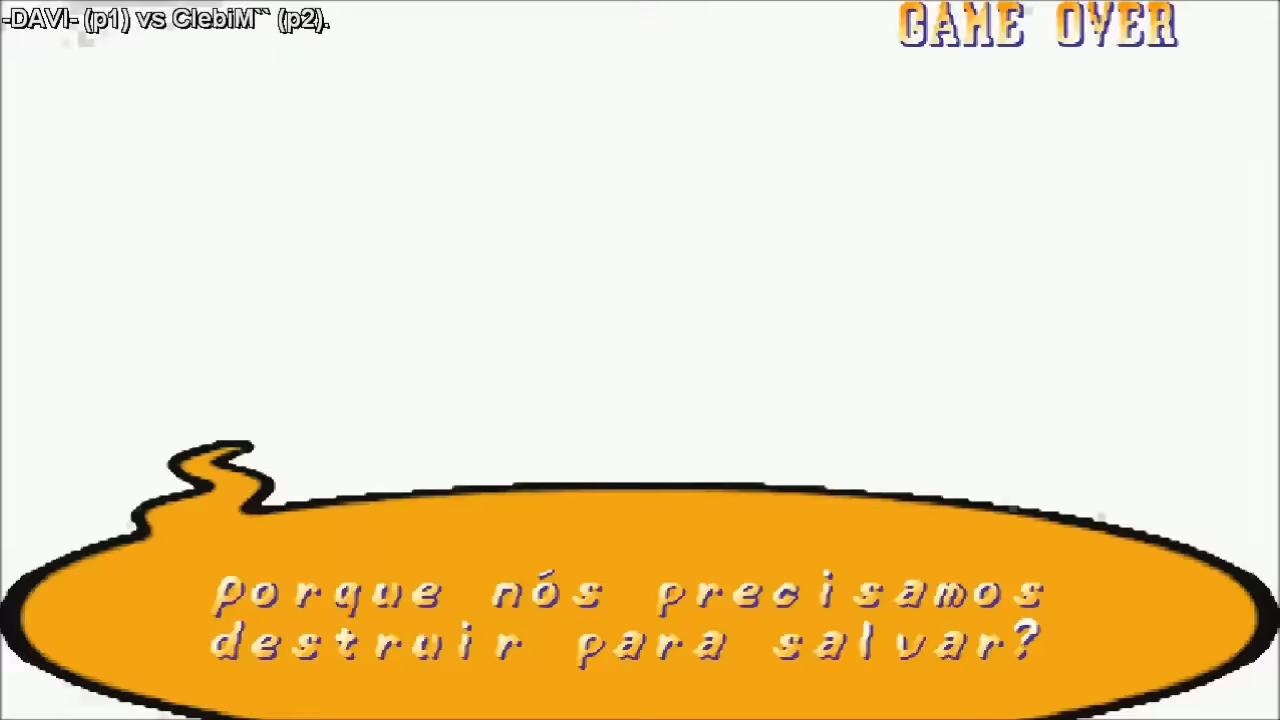 -DAVI- (p1) vs ClebiM`` (p2).
GAME OVER
porque nós precisamos
destruir para salvar?